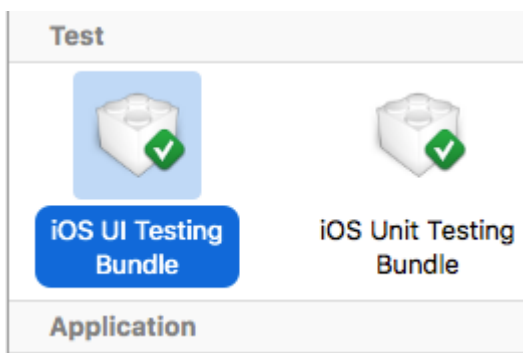 Test
iOS UI Testing
Bundle
iOS Unit Testing
Bundle
Application